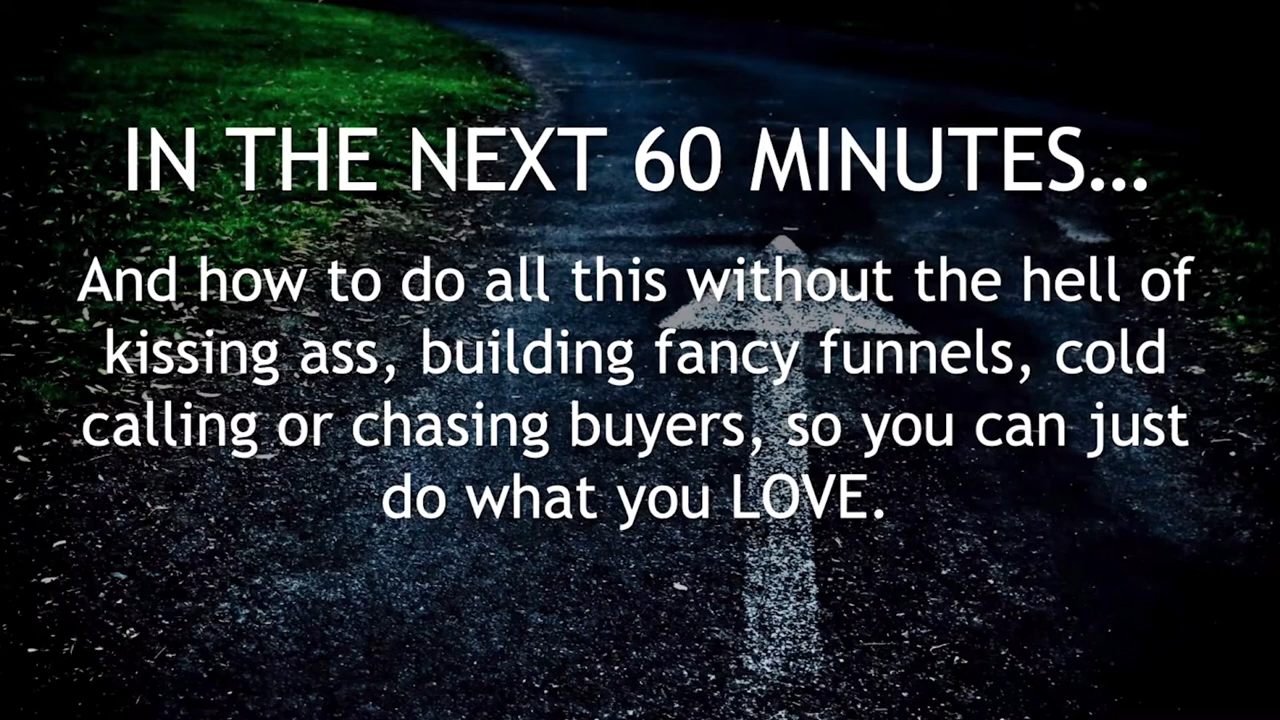 IN THE NEXT 60 MINUTES...
And how to do all this without the hell of
kissing ass, building fancy funnels, cold
calling or chasing buyers, so you can just
do what you LOVE.